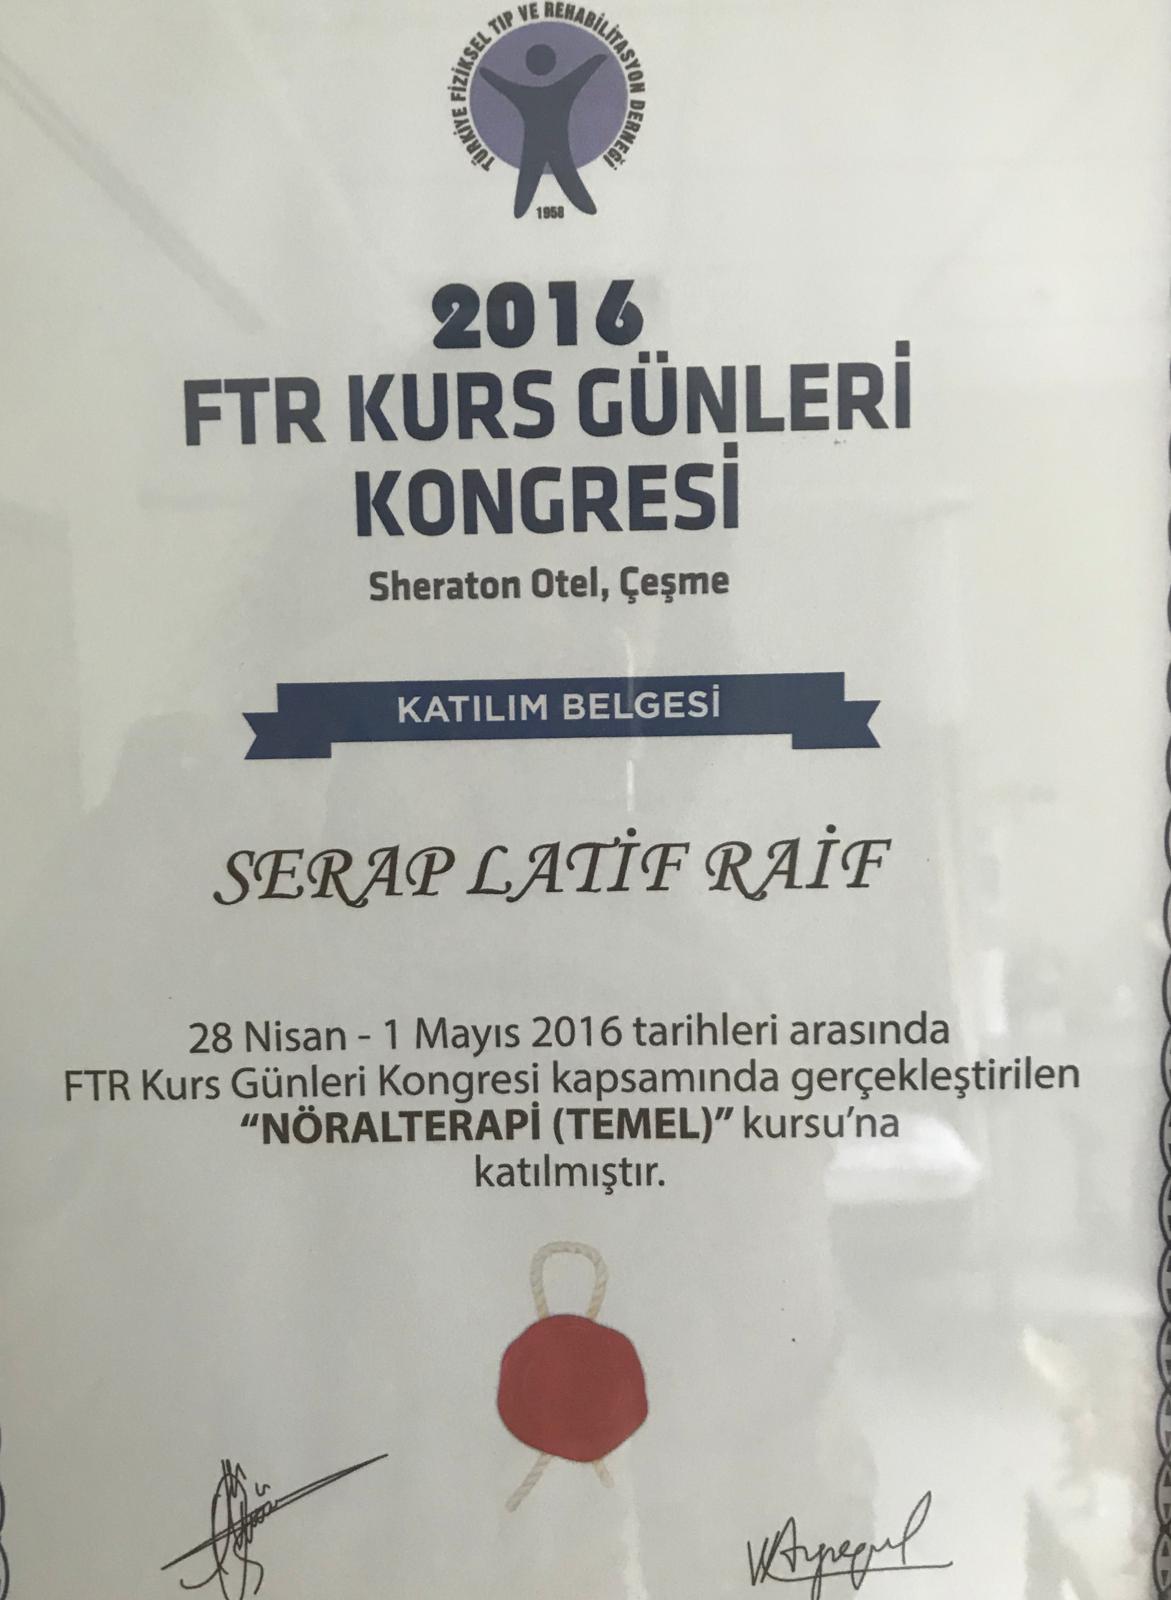 TÜRKİYE FİZİKSEL TIP VE REHABİLİTASYON DERNEĞİ
1958
2016
FTR KURS GÜNLERİ
KONGRESİ
Sheraton Otel, Çeşme
KATILIM BELGESİ
SERAP LATİF RAİF
28 Nisan - 1 Mayıs 2016 tarihleri arasında
FTR Kurs Günleri Kongresi kapsamında gerçekleştirilen
“NÖRALTERAPİ (TEMEL)” kursu’na
katılmıştır.